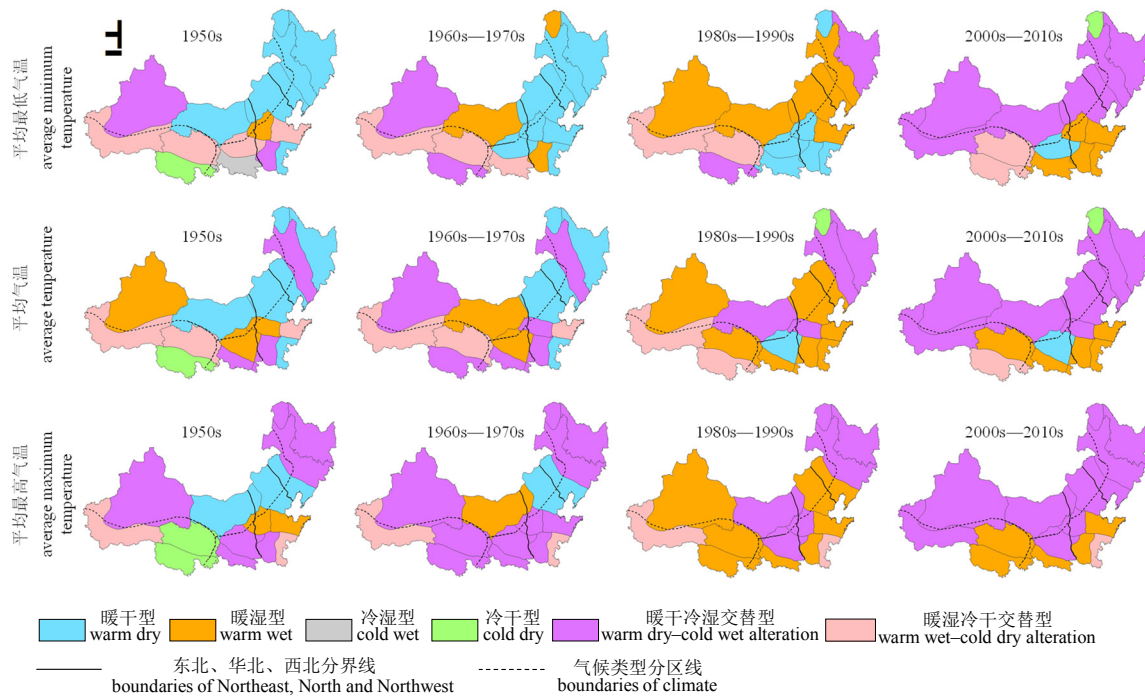 1950s
1960s—1970s
1980s—1990s
2000s—2010s
平均最低气温
average minimum
temperature
1950s
1960s—1970s
1980s—1990s
2000s—2010s
平均气温
average temperature
1950s
1960s—1970s
1980s—1990s
2000s—2010s
平均最高气温
average maximum
temperature
暖干型
warm dry
暖湿型
warm wet
冷湿型
cold wet
冷干型
cold dry
暖干冷湿交替型
warm dry–cold wet alteration
暖湿冷干交替型
warm wet–cold dry alteration
东北、华北、西北分界线
boundaries of Northeast, North and Northwest
气候类型分区线
boundaries of climate